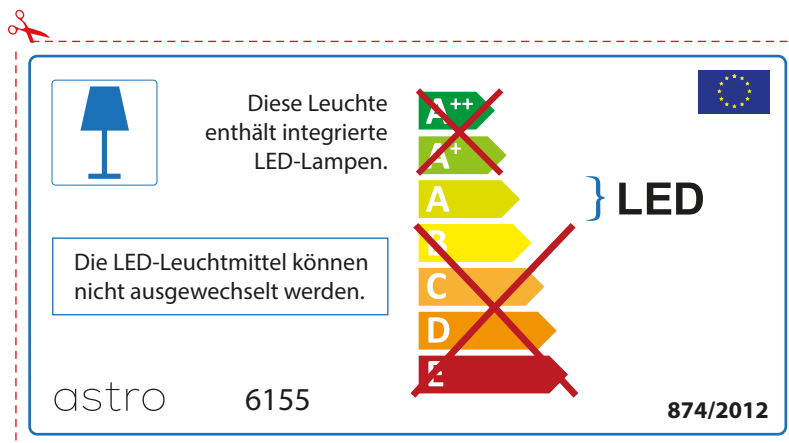 Diese Leuchte
enthält integrierte
LED-Lampen.
Die LED-Leuchtmittel können
nicht ausgewechselt werden.
A++
A+
A
B
C
D
E
LED
astro
6155
874/2012